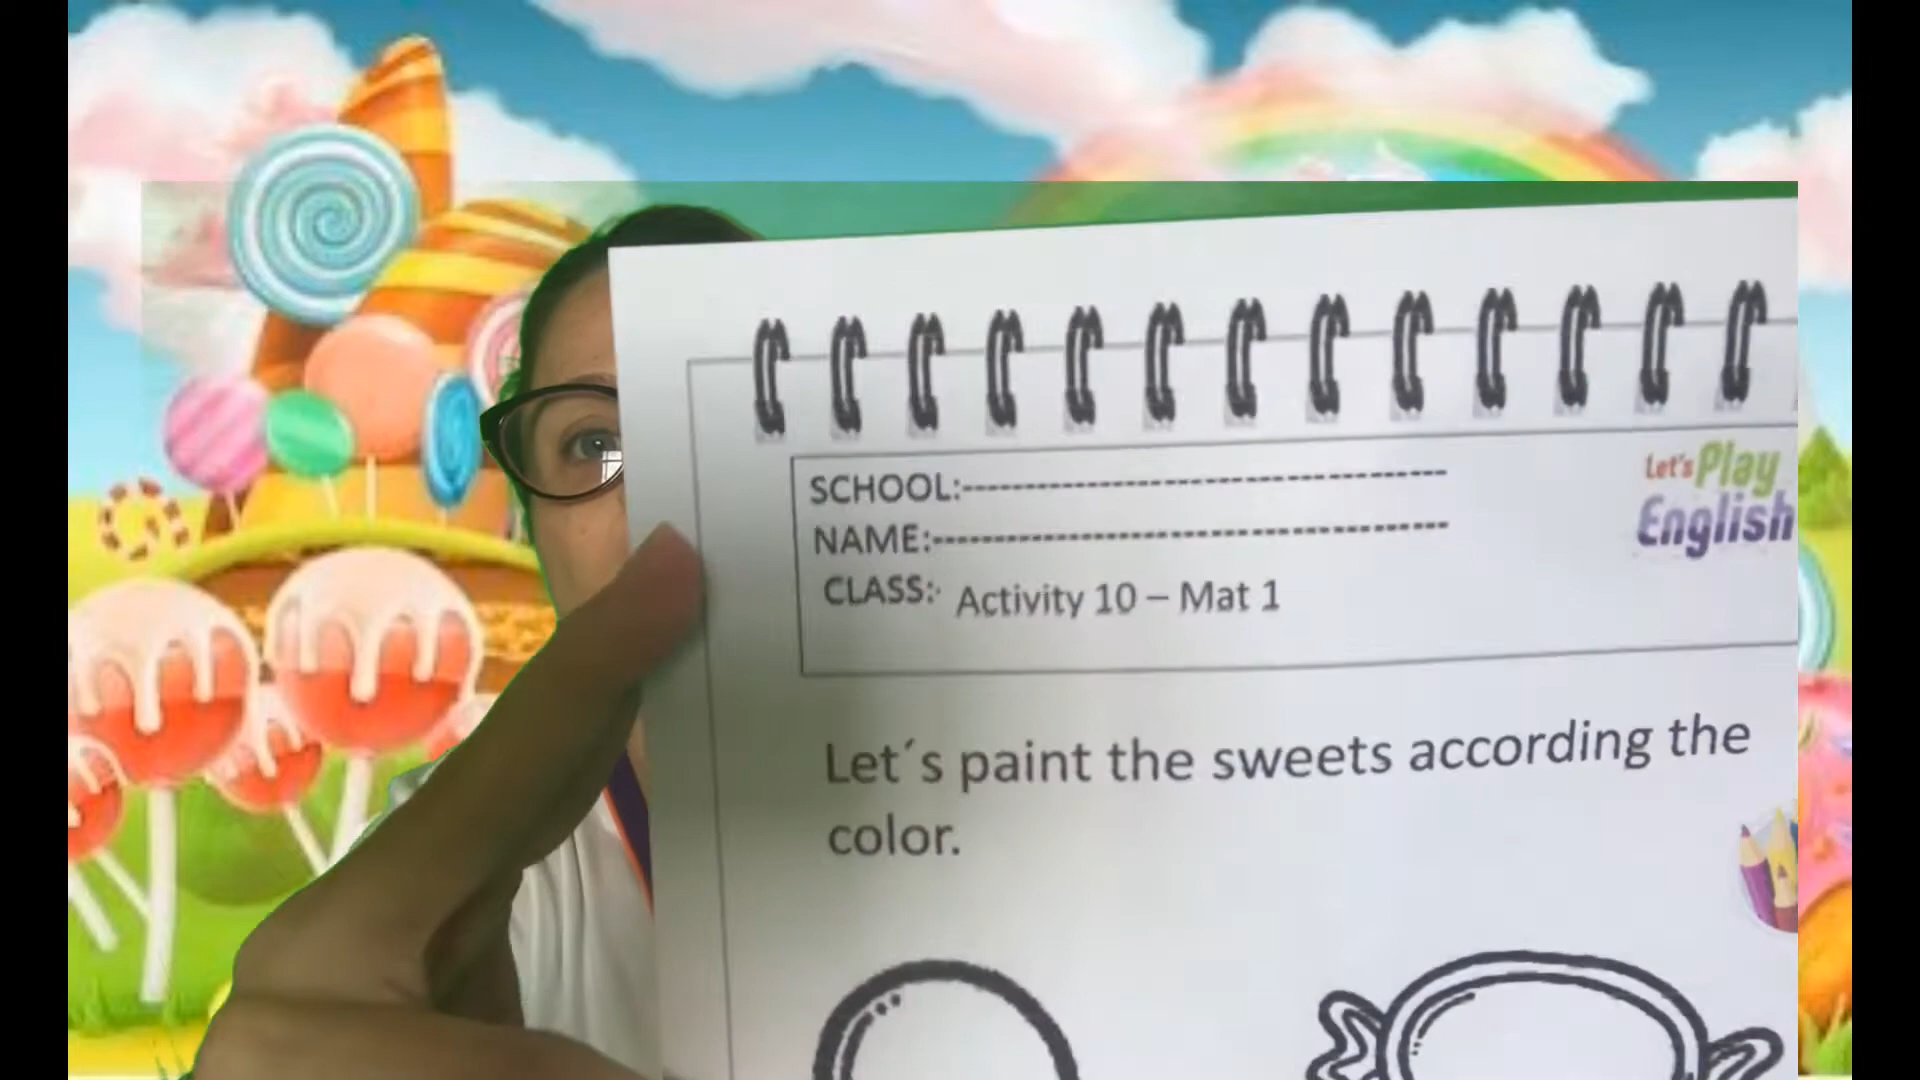 SCHOOL:
NAME:
CLASS: Activity 10 – Mat 1
Let's Play
English
Let´s paint the sweets according the
color.